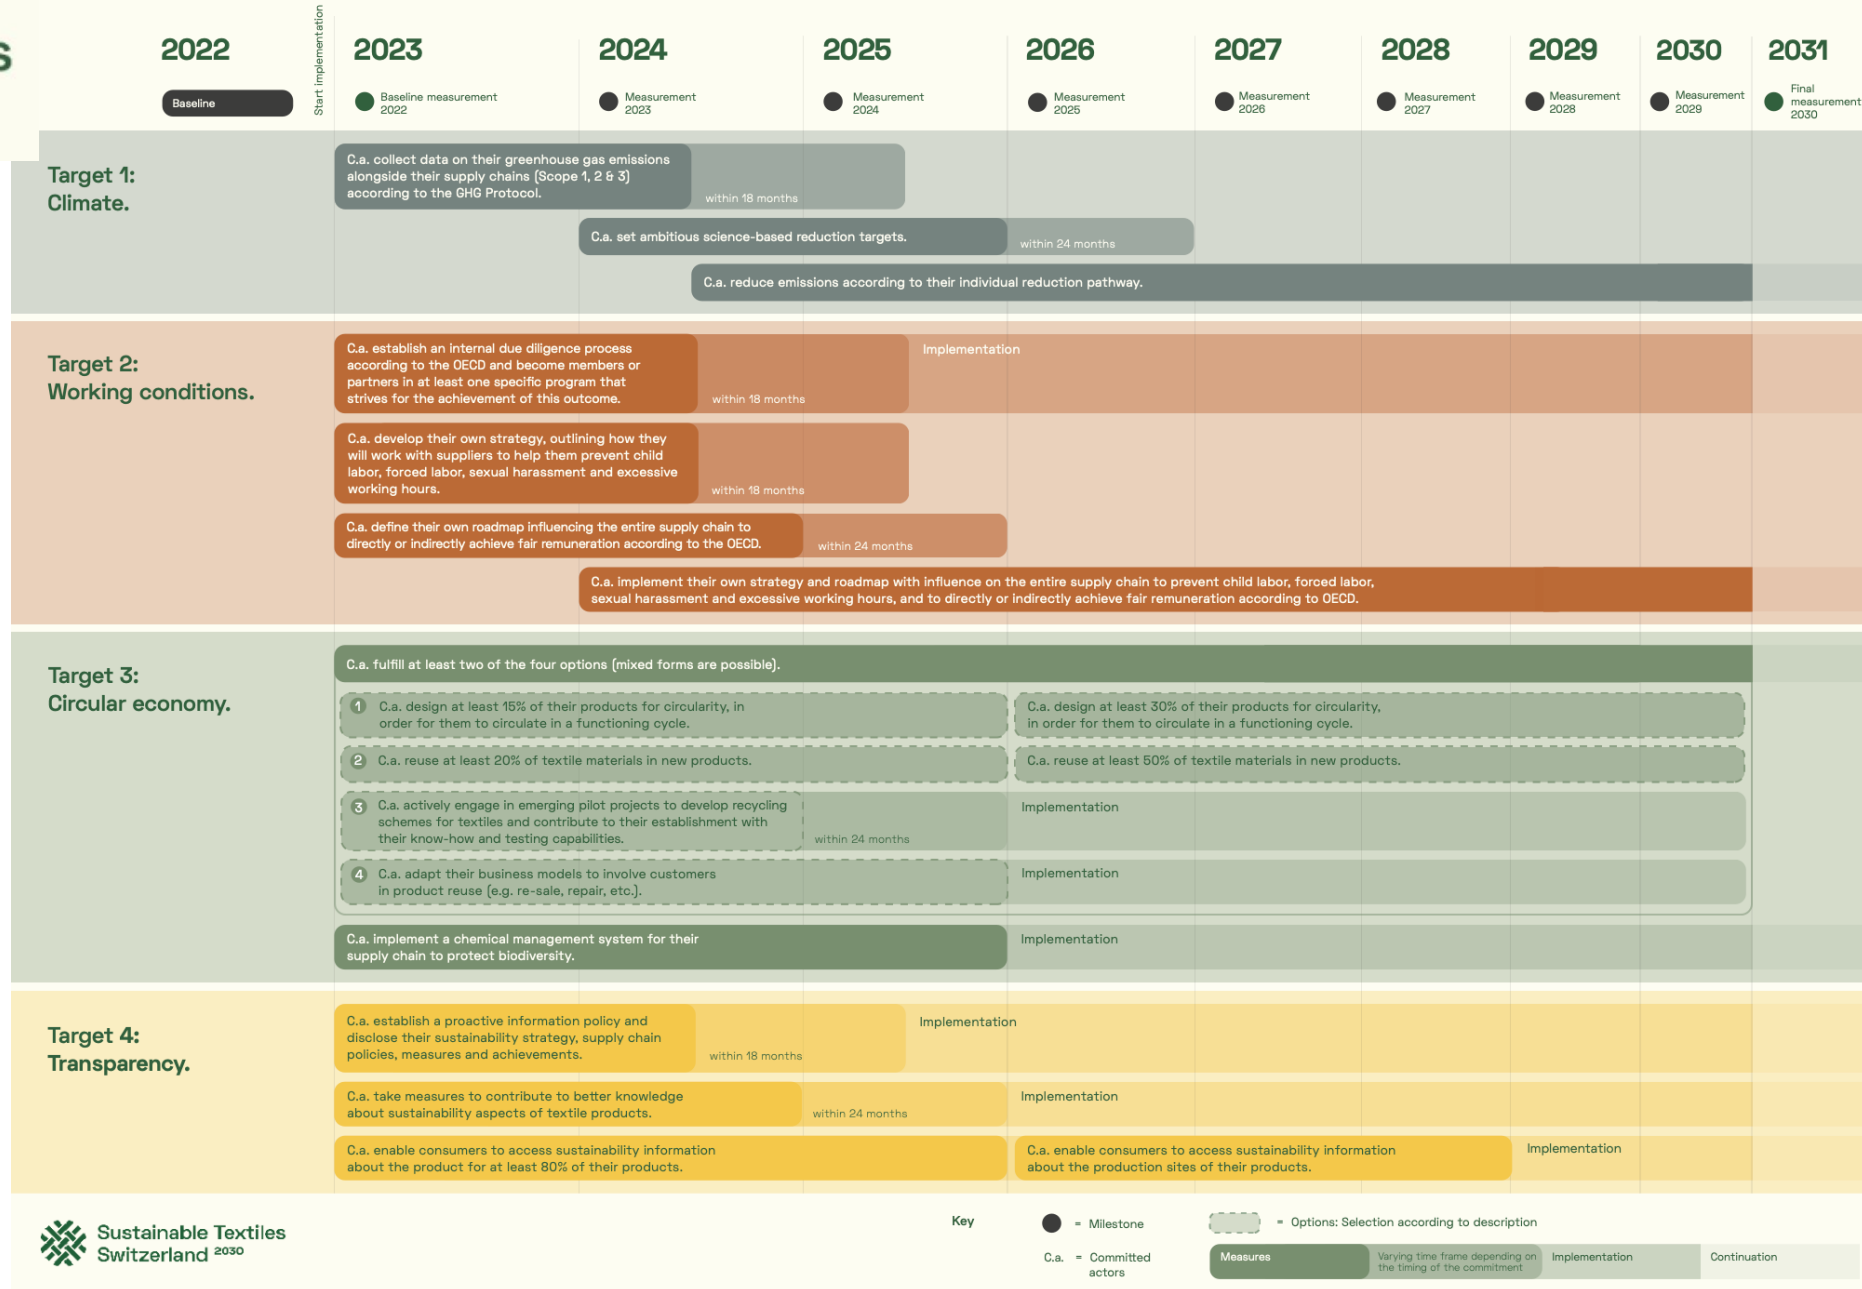 s
2022
Start implementation
2023
2024
2025
2026
2027
2028
2029
2030
2031
Baseline
Baseline measurement
2022
Measurement
2023
Measurement
2024
Measurement
2025
Measurement
2026
Measurement
2027
Measurement
2028
Measurement
2029
Final
measurement
2030
Target 1:
Climate.
C.a. collect data on their greenhouse gas emissions
alongside their supply chains (Scope 1, 2 & 3)
according to the GHG Protocol.
within 18 months
C.a. set ambitious science-based reduction targets.
within 24 months
C.a. reduce emissions according to their individual reduction pathway.
Target 2:
Working conditions.
C.a. establish an internal due diligence process
according to the OECD and become members or
partners in at least one specific program that
strives for the achievement of this outcome.
within 18 months
Implementation
C.a. develop their own strategy, outlining how they
will work with suppliers to help them prevent child
labor, forced labor, sexual harassment and excessive
working hours.
within 18 months
C.a. define their own roadmap influencing the entire supply chain to
directly or indirectly achieve fair remuneration according to the OECD.
within 24 months
C.a. implement their own strategy and roadmap with influence on the entire supply chain to prevent child labor, forced labor,
sexual harassment and excessive working hours, and to directly or indirectly achieve fair remuneration according to OECD.
Target 3:
Circular economy.
C.a. fulfill at least two of the four options (mixed forms are possible).
1 C.a. design at least 15% of their products for circularity, in
order for them to circulate in a functioning cycle.
C.a. design at least 30% of their products for circularity,
in order for them to circulate in a functioning cycle.
2 C.a. reuse at least 20% of textile materials in new products.
C.a. reuse at least 50% of textile materials in new products.
3 C.a. actively engage in emerging pilot projects to develop recycling
schemes for textiles and contribute to their establishment with
their know-how and testing capabilities.
within 24 months
Implementation
4 C.a. adapt their business models to involve customers
in product reuse (e.g. re-sale, repair, etc.).
Implementation
C.a. implement a chemical management system for their
supply chain to protect biodiversity.
Implementation
Target 4:
Transparency.
C.a. establish a proactive information policy and
disclose their sustainability strategy, supply chain
policies, measures and achievements.
within 18 months
Implementation
C.a. take measures to contribute to better knowledge
about sustainability aspects of textile products.
within 24 months
Implementation
C.a. enable consumers to access sustainability information
about the product for at least 80% of their products.
C.a. enable consumers to access sustainability information
about the production sites of their products.
Implementation
Sustainable Textiles
Switzerland 2030
Key
= Milestone
C.a. = Committed
actors
= Options: Selection according to description
Measures
Varying time frame depending on
the timing of the commitment
Implementation
Continuation